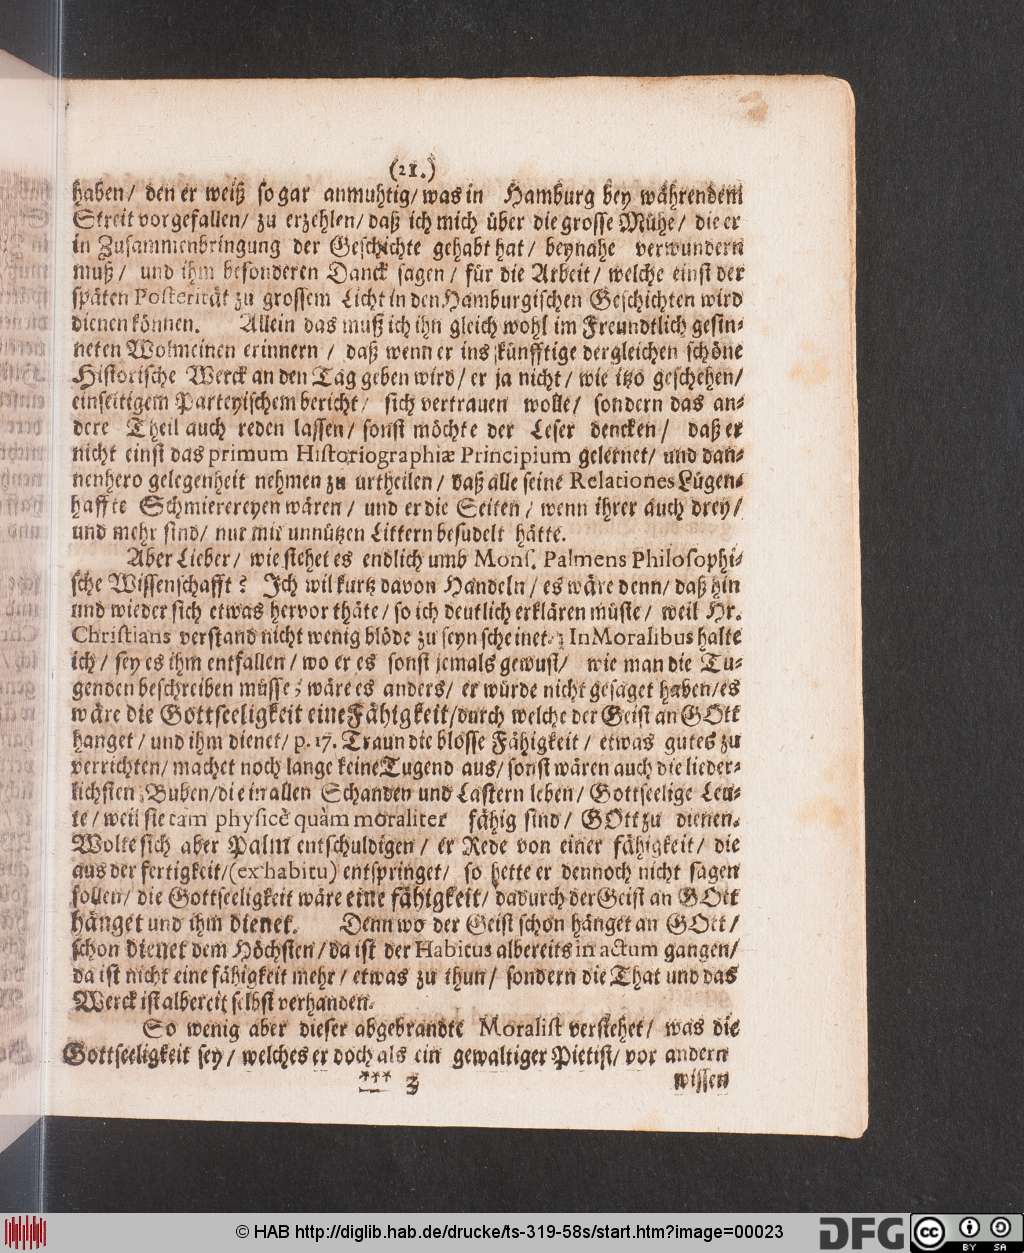 (21.)
haben/ den er weiß so gar anmuhtig/ was in Hamburg bey währendem
Streit vorgefallen/ zu erzehlen/ daß ich mich über die grosse Mühe/ die er
in Zusammenbringung der Geschichte gehabt hat/ beynahe verwundern
muß/ und ihm besonderen Danck sagen/ für die Arbeit/ welche einst der
späten Posterität zu grossem Licht in den Hamburgischen Geschichten wird
dienen können. Allein das muß ich ihn gleich wohl im Freundtlich gesin-
neten Wolmeinen erinnern/ daß wenn er ins künfftige dergleichen schöne
Historische Werck an den Tag geben wird/ er ja nicht/ wie itzo geschehen/
einseitigem Parteyischem bericht/ sich vertrauen wolle/ sondern das an-
dere Theil auch reden lassen/ sonst möchte der Leser dencken/ daß er
nicht einst das primum Historiographiæ Principium gelernet/ und dan-
nenhero gelegenheit nehmen zu urtheilen/ daß alle seine Relationes Lügen-
haffte Schmierereyen wären/ und er die Seiten/ wenn ihrer auch drey/
und mehr sind/ nur mit unnützen Littern besudelt hätte.
Aber Lieber/ wie stehet es endlich umb Mons. Palmens Philosophi-
sche Wissenschafft? Ich wil kurtz davon Handeln/ es wäre denn/ daß hin
und wieder sich etwas hervor thäte/ so ich deutlich erklären müste/ weil Hr.
Christians verstand nicht wenig blöde zu seyn scheinet. In Moralibus halte
ich/ sey es ihm entfallen/ wo er es sonst jemals gewust/ wie man die Tu-
genden beschreiben müsse; wäre es anders/ er würde nicht gesaget haben/ es
wäre die Gottseeligkeit eine Fähigkeit/ durch welche der Geist an GOtt
hanget/ und ihm dienet/ p. 17. Traun die blosse Fähigkeit/ etwas gutes zu
verrichten/ machet noch lange keine Tugend aus/ sonst wären auch die lieder-
lichsten Buben/ die in allen Schanden und Lastern leben/ Gottseelige Leu-
te/ weil sie tam physicè quàm moraliter fähig sind/ GOtt zu dienen.
Wolte sich aber Palm entschuldigen/ er Rede von einer fähigkeit/ die
aus der fertigkeit/ (ex habitu) entspringet/ so hette er dennoch nicht sagen
sollen/ die Gottseeligkeit wäre eine fähigkeit/ dadurch der Geist an GOtt
hänget und ihm dienet. Denn wo der Geist schon hänget an GOtt/
schon dienet dem Höchsten/ da ist der Habitus albereits in actum gangen/
da ist nicht eine fähigkeit mehr/ etwas zu thun/ sondern die That und das
Werck ist albereit selbst verhanden.
So wenig aber dieser abgebrandte Moralist verstehet/ was die
Gottseeligkeit sey/ welches er doch als ein gewaltiger Pietist/ vor andern
*** 3 wissen
© HAB http://diglib.hab.de/drucke/ts-319-58s/start.htm?image=00023
DFG
cc BY SA